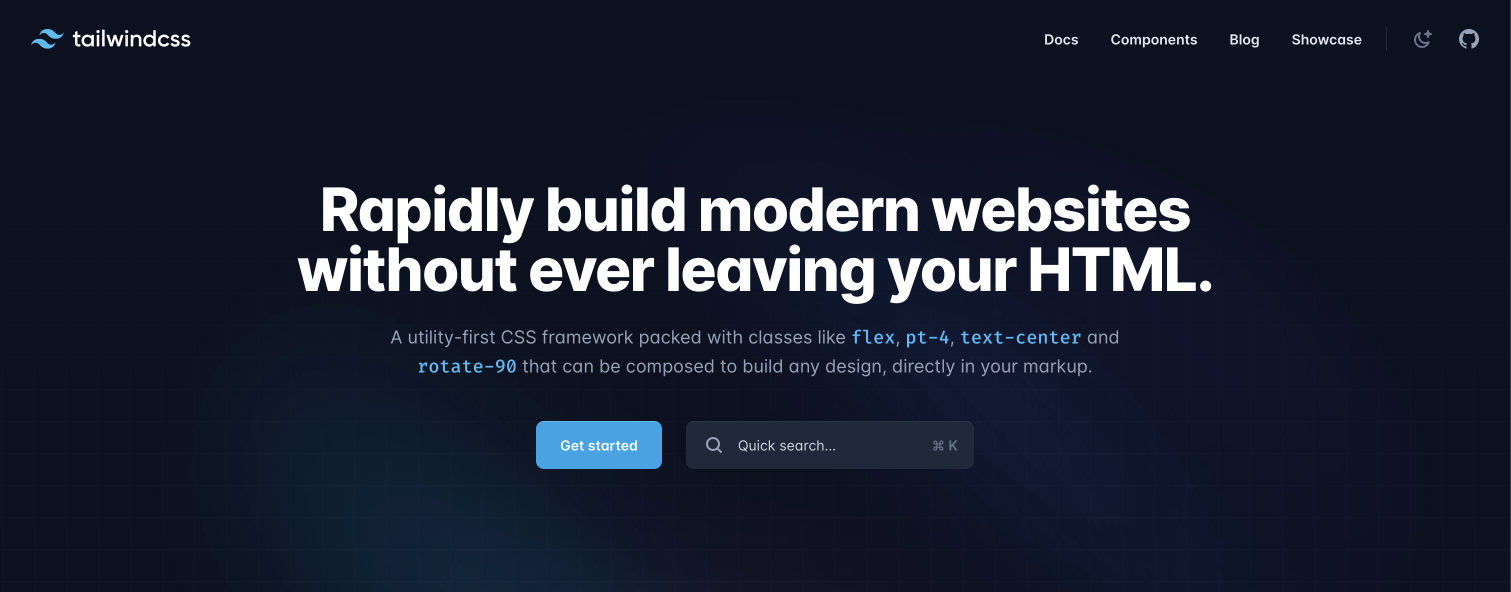 tailwindcss
Docs Components Blog Showcase
Rapidly build modern websites
without ever leaving your HTML.
A utility-first CSS framework packed with classes like flex, pt-4, text-center and
rotate-90 that can be composed to build any design, directly in your markup.
Get started
Quick search... ⌘ K